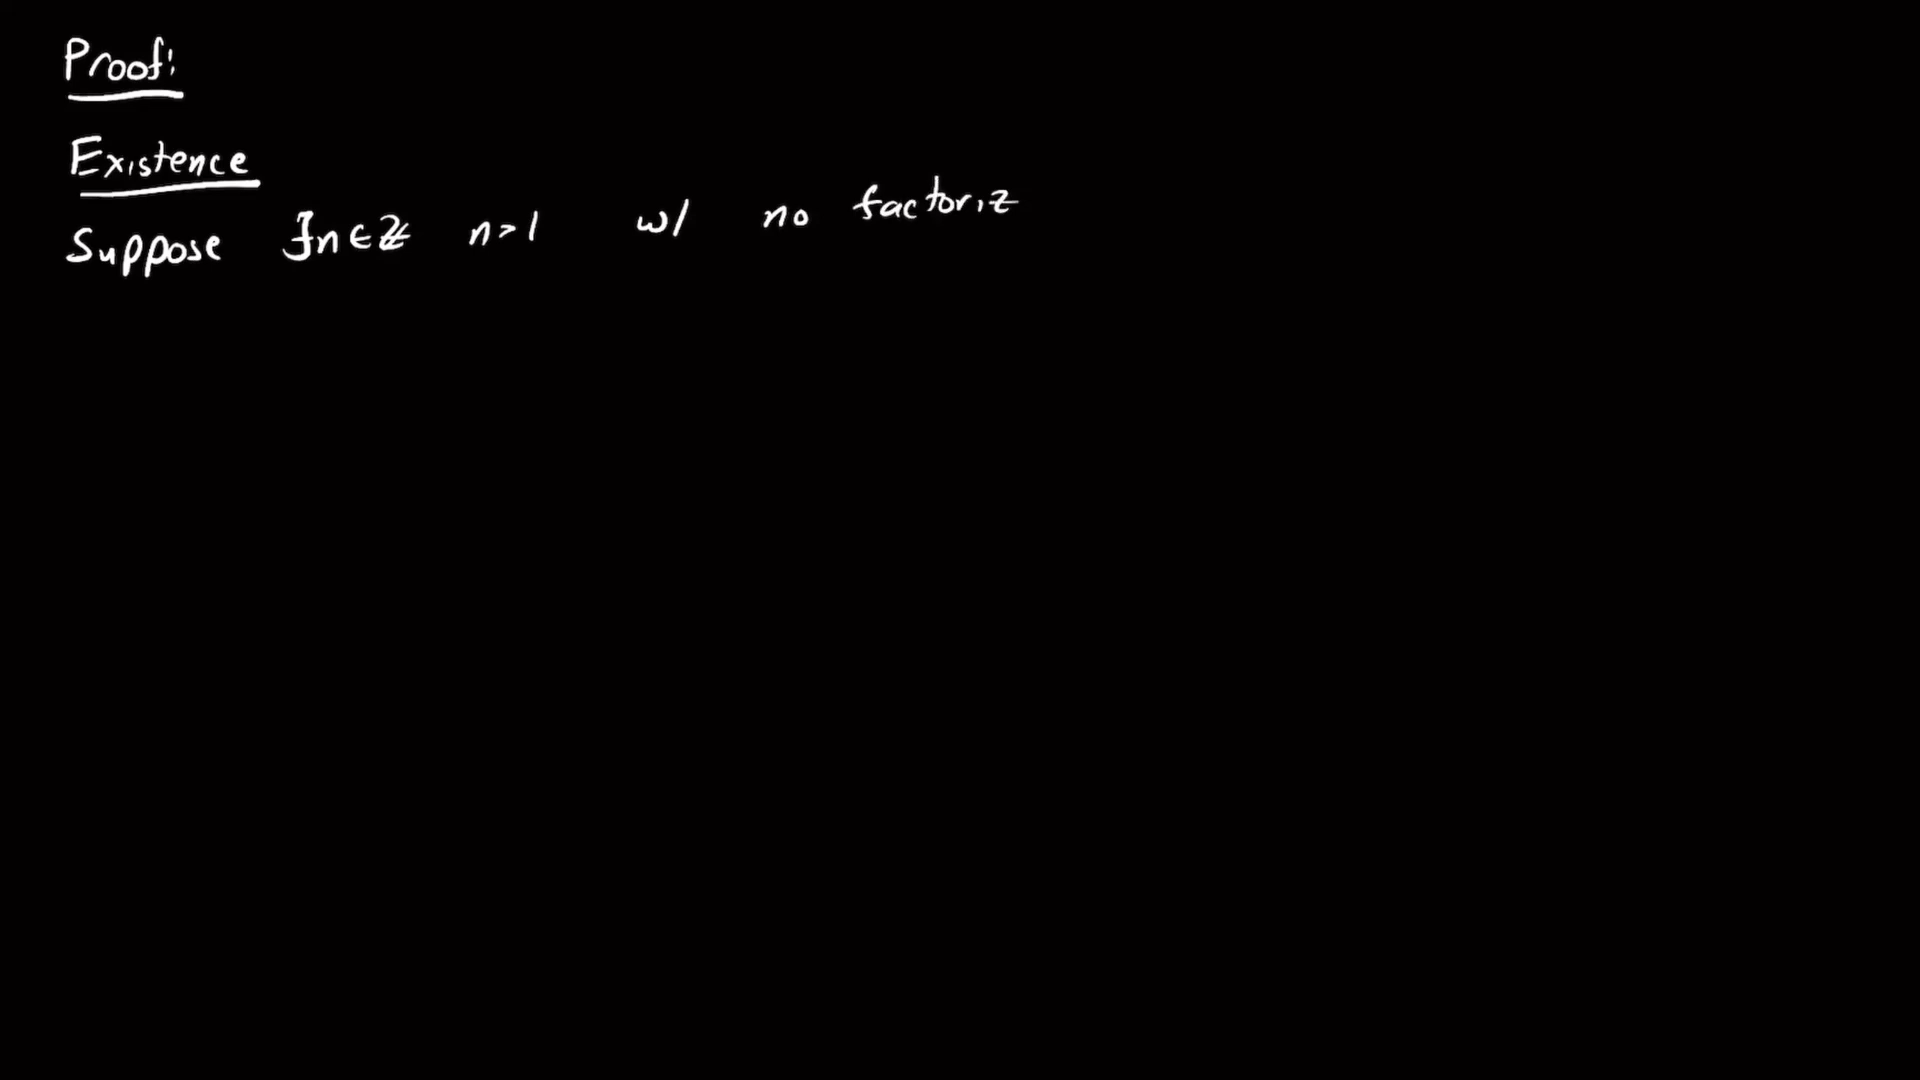 Proof:
Existence
Suppose ∃n∈ℤ n>1 w/ no factoriz